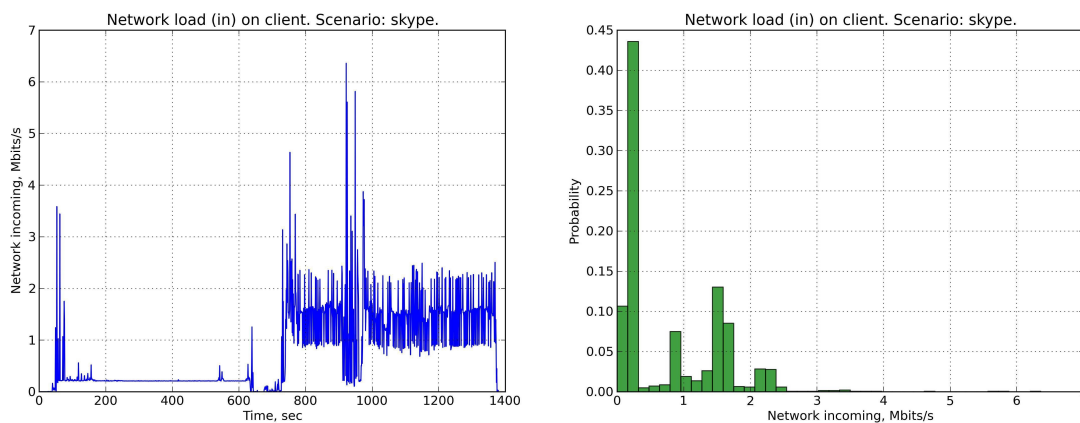 Network load (in) on client. Scenario: skype.
7
6
5
4
3
2
1
0
Network incoming, Mbits/s
0 200 400 600 800 1000 1200 1400
Time, sec
Network load (in) on client. Scenario: skype.
0.45
0.40
0.35
0.30
0.25
0.20
0.15
0.10
0.05
0.00
Probability
0 1 2 3 4 5 6
Network incoming, Mbits/s